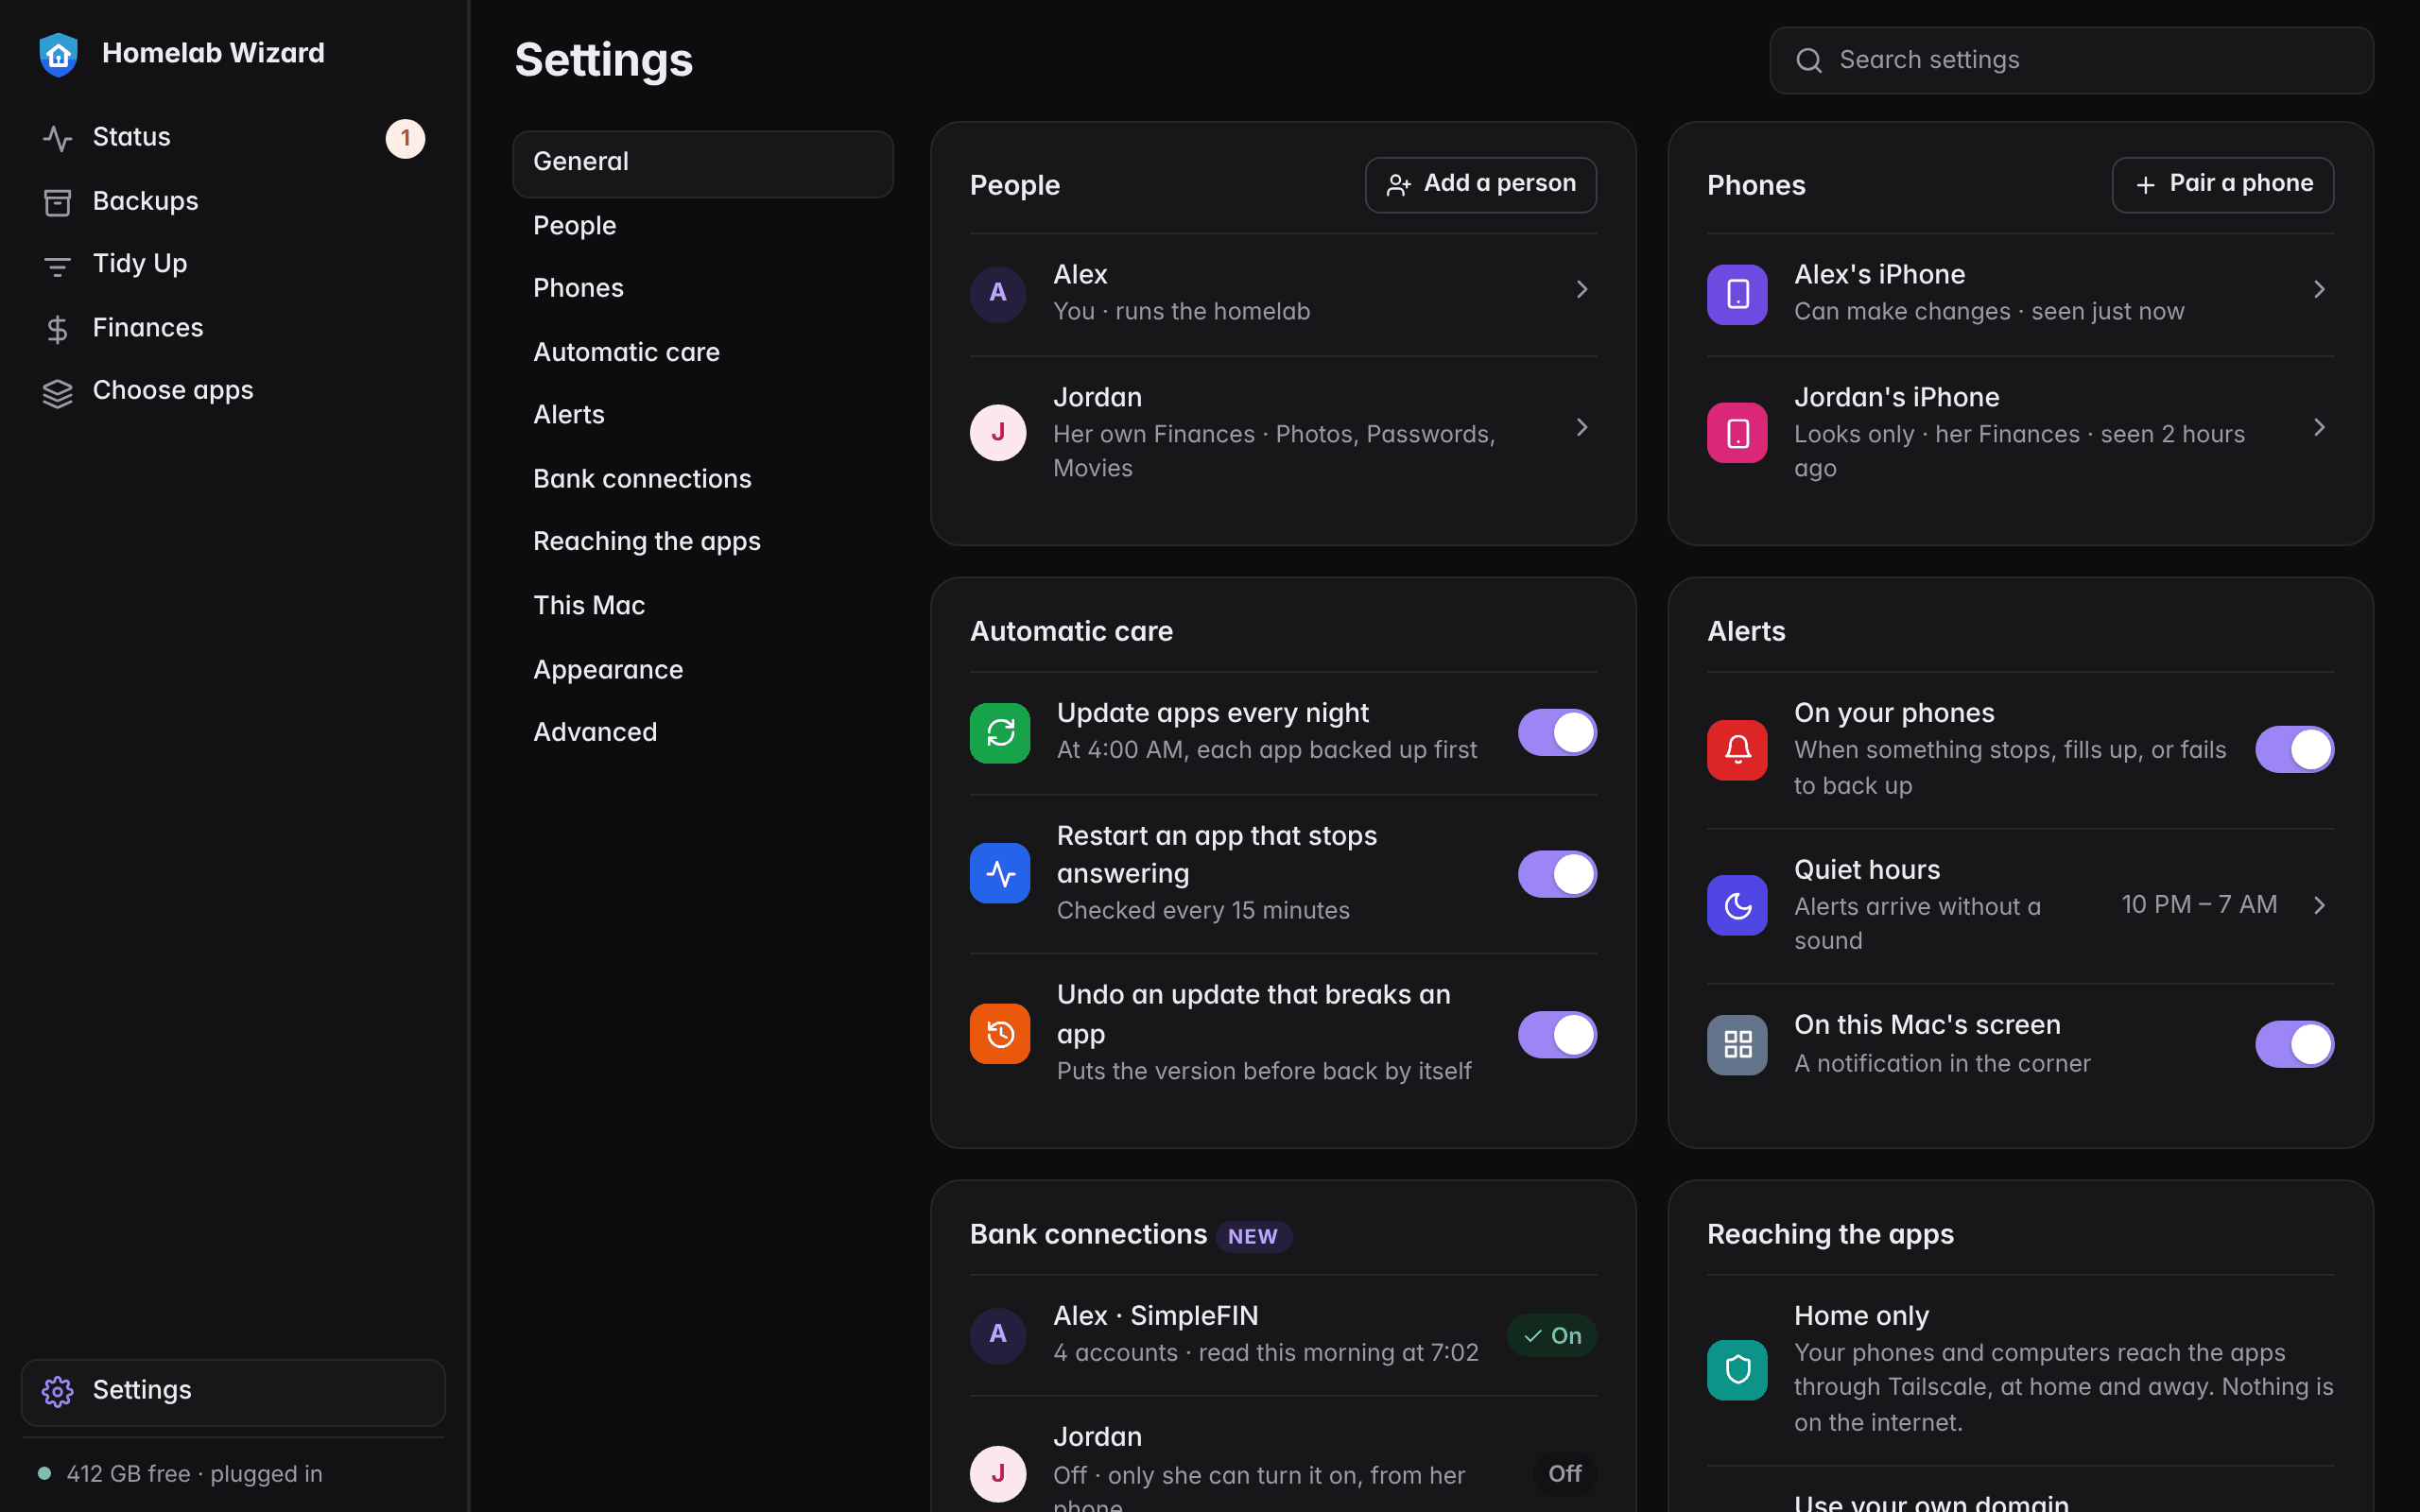 Homelab Wizard
Status
1
Backups
Tidy Up
Finances
Choose apps
Settings
412 GB free · plugged in
Settings
Search settings
General
People
Phones
Automatic care
Alerts
Bank connections
Reaching the apps
This Mac
Appearance
Advanced
People
Add a person
A
Alex
You · runs the homelab
J
Jordan
Her own Finances · Photos, Passwords,
Movies
Phones
Pair a phone
Alex's iPhone
Can make changes · seen just now
Jordan's iPhone
Looks only · her Finances · seen 2 hours
ago
Automatic care
Update apps every night
At 4:00 AM, each app backed up first
Restart an app that stops
answering
Checked every 15 minutes
Undo an update that breaks an
app
Puts the version before back by itself
Alerts
On your phones
When something stops, fills up, or fails
to back up
Quiet hours
Alerts arrive without a
sound
10 PM – 7 AM
On this Mac's screen
A notification in the corner
Bank connections NEW
A
Alex · SimpleFIN
4 accounts · read this morning at 7:02
On
J
Jordan
Off · only she can turn it on, from her
phone
Off
Reaching the apps
Home only
Your phones and computers reach the apps
through Tailscale, at home and away. Nothing is
on the internet.
Use your own domain